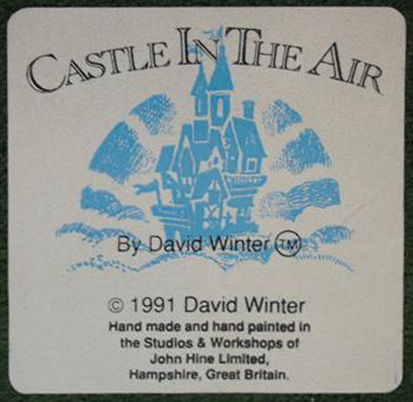 CASTLE IN THE AIR
By David Winter TM
© 1991 David Winter
Hand made and hand painted in
the Studios & Workshops of
John Hine Limited,
Hampshire, Great Britain.